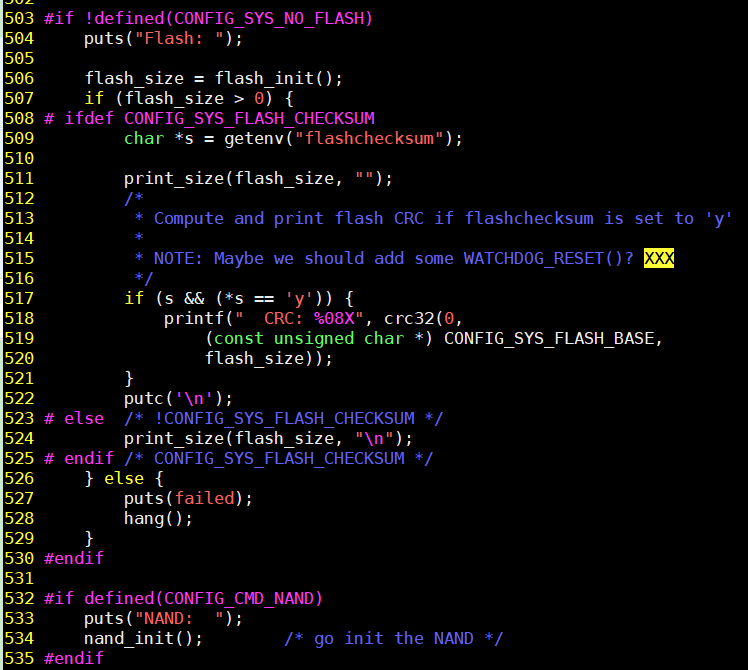 502
503 #if !defined(CONFIG_SYS_NO_FLASH)
504     puts("Flash: ");
505
506     flash_size = flash_init();
507     if (flash_size > 0) {
508 # ifdef CONFIG_SYS_FLASH_CHECKSUM
509         char *s = getenv("flashchecksum");
510
511         print_size(flash_size, "");
512         /*
513          * Compute and print flash CRC if flashchecksum is set to 'y'
514          *
515          * NOTE: Maybe we should add some WATCHDOG_RESET()? XXX
516          */
517         if (s && (*s == 'y')) {
518             printf("  CRC: %08X", crc32(0,
519                 (const unsigned char *) CONFIG_SYS_FLASH_BASE,
520                 flash_size));
521         }
522         putc('\n');
523 # else  /* !CONFIG_SYS_FLASH_CHECKSUM */
524         print_size(flash_size, "\n");
525 # endif /* CONFIG_SYS_FLASH_CHECKSUM */
526     } else {
527         puts(failed);
528         hang();
529     }
530 #endif
531
532 #if defined(CONFIG_CMD_NAND)
533     puts("NAND:  ");
534     nand_init();        /* go init the NAND */
535 #endif